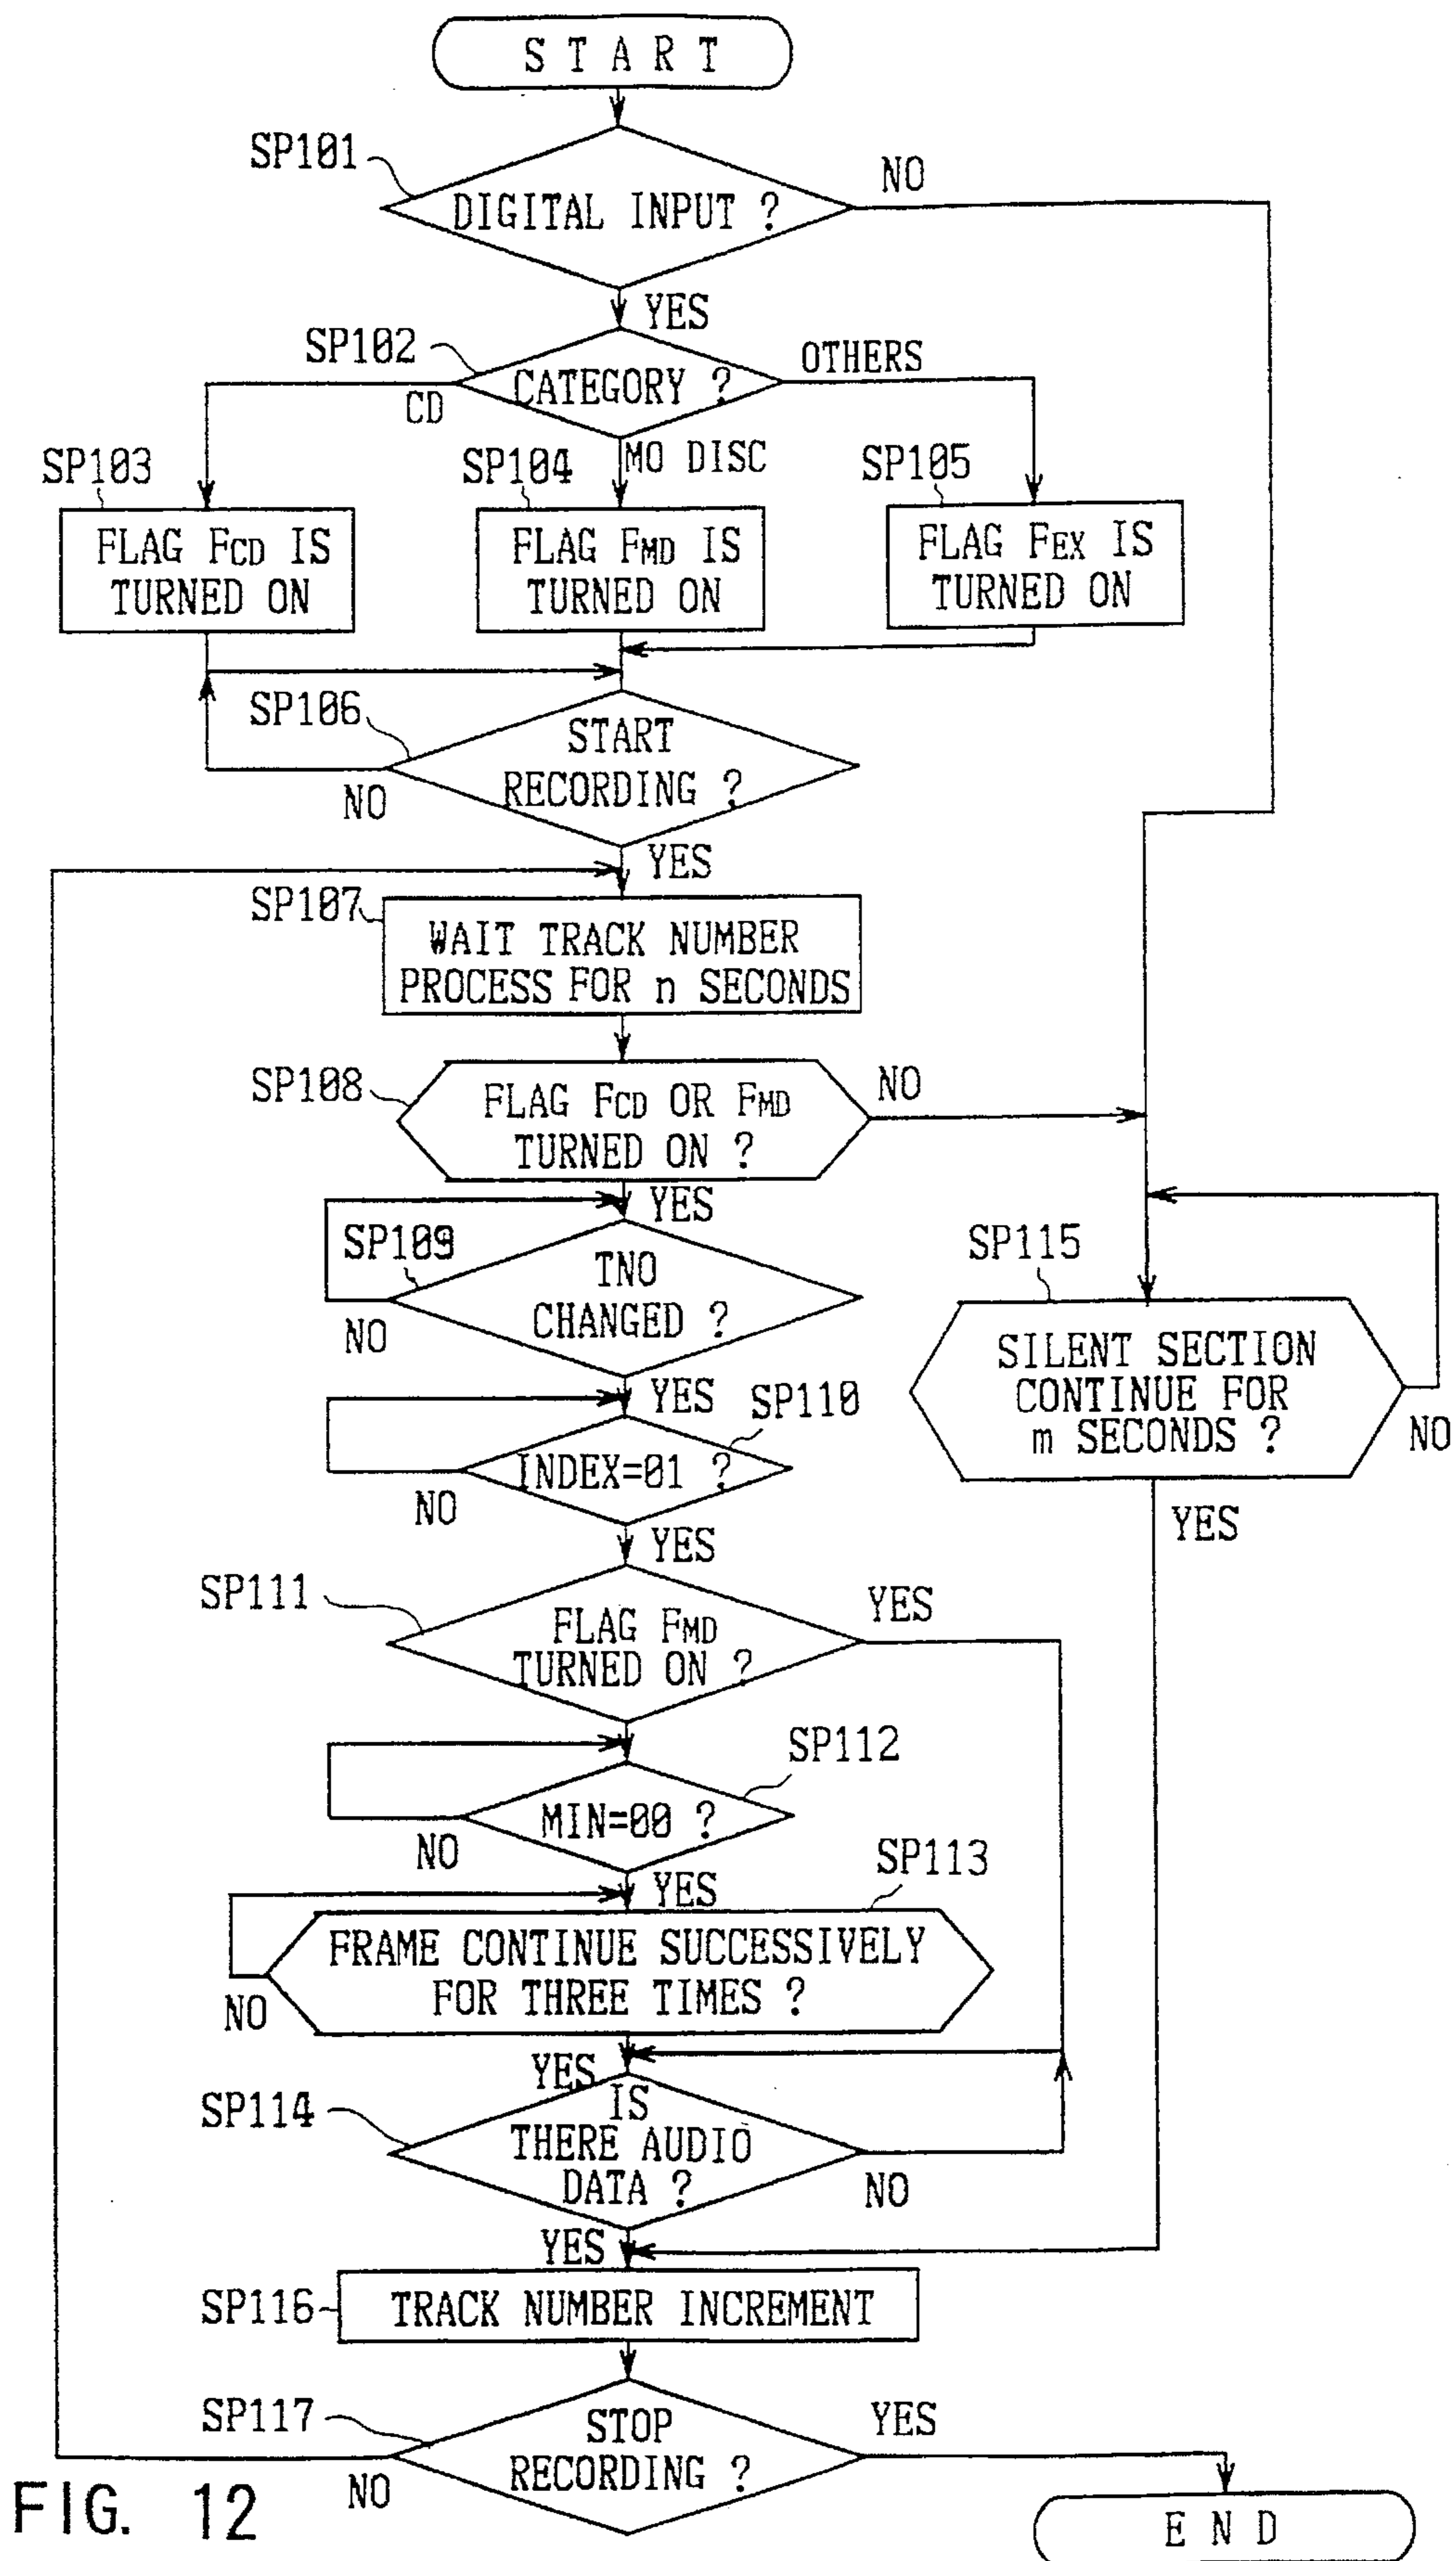 START
SP101
DIGITAL INPUT ?
NO
YES
SP102
CATEGORY ?
OTHERS
CD
MO DISC
SP103
FLAG FCD IS
TURNED ON
SP104
FLAG FMD IS
TURNED ON
SP105
FLAG FEX IS
TURNED ON
SP106
START
RECORDING ?
NO
YES
SP107
WAIT TRACK NUMBER
PROCESS FOR n SECONDS
SP108
FLAG FCD OR FMD
TURNED ON ?
NO
YES
SP109
TNO
CHANGED ?
NO
YES
SP115
SILENT SECTION
CONTINUE FOR
m SECONDS ?
NO
YES
SP110
INDEX=01 ?
NO
YES
SP111
FLAG FMD
TURNED ON ?
YES
SP112
MIN=00 ?
NO
YES
SP113
FRAME CONTINUE SUCCESSIVELY
FOR THREE TIMES ?
NO
YES
SP114
IS
THERE AUDIO
DATA ?
NO
YES
SP116
TRACK NUMBER INCREMENT
SP117
STOP
RECORDING ?
YES
NO
END
FIG. 12